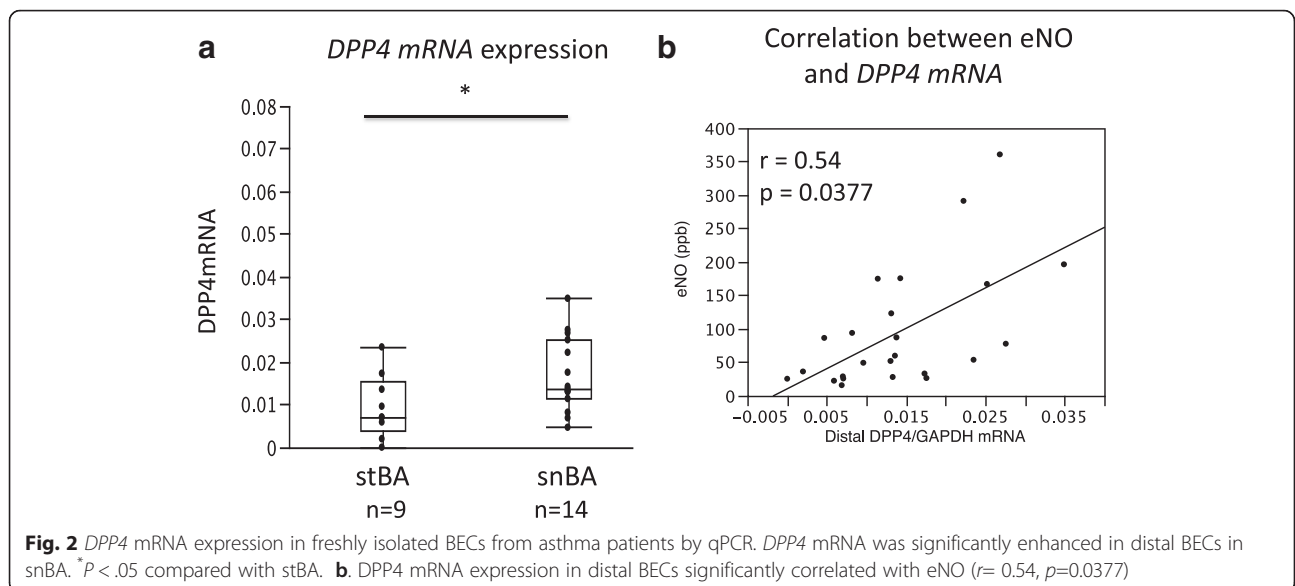 a
DPP4 mRNA expression
*
DPP4mRNA
0.08
0.07
0.06
0.05
0.04
0.03
0.02
0.01
0
stBA
snBA
n=9
n=14
b
Correlation between eNO
and DPP4 mRNA
r = 0.54
p = 0.0377
eNO (ppb)
400
350
300
250
200
150
100
50
0
-0.005 0.005 0.015 0.025 0.035
Distal DPP4/GAPDH mRNA
Fig. 2 DPP4 mRNA expression in freshly isolated BECs from asthma patients by qPCR. DPP4 mRNA was significantly enhanced in distal BECs in
snBA. *P < .05 compared with stBA. b. DPP4 mRNA expression in distal BECs significantly correlated with eNO (r= 0.54, p=0.0377)